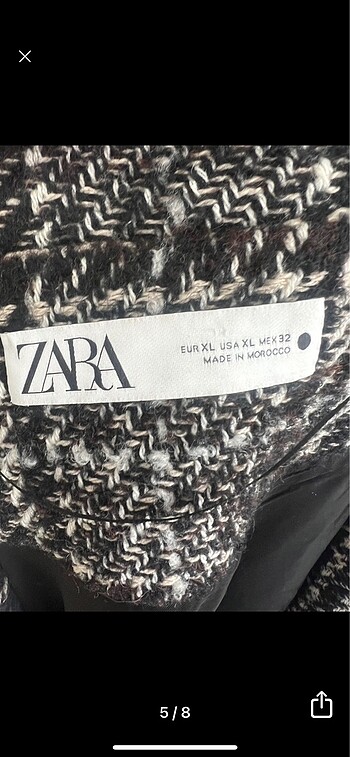 ZARA
EUR XL USA XL MEX 32
MADE IN MOROCCO
5/8